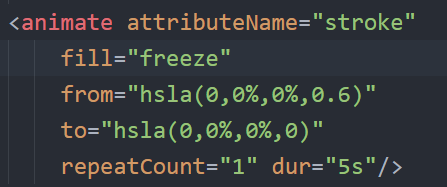 <animate attributeName="stroke"
fill="freeze"
from="hsla(0,0%,0%,0.6)"
to="hsla(0,0%,0%,0)"
repeatCount="1" dur="5s"/>